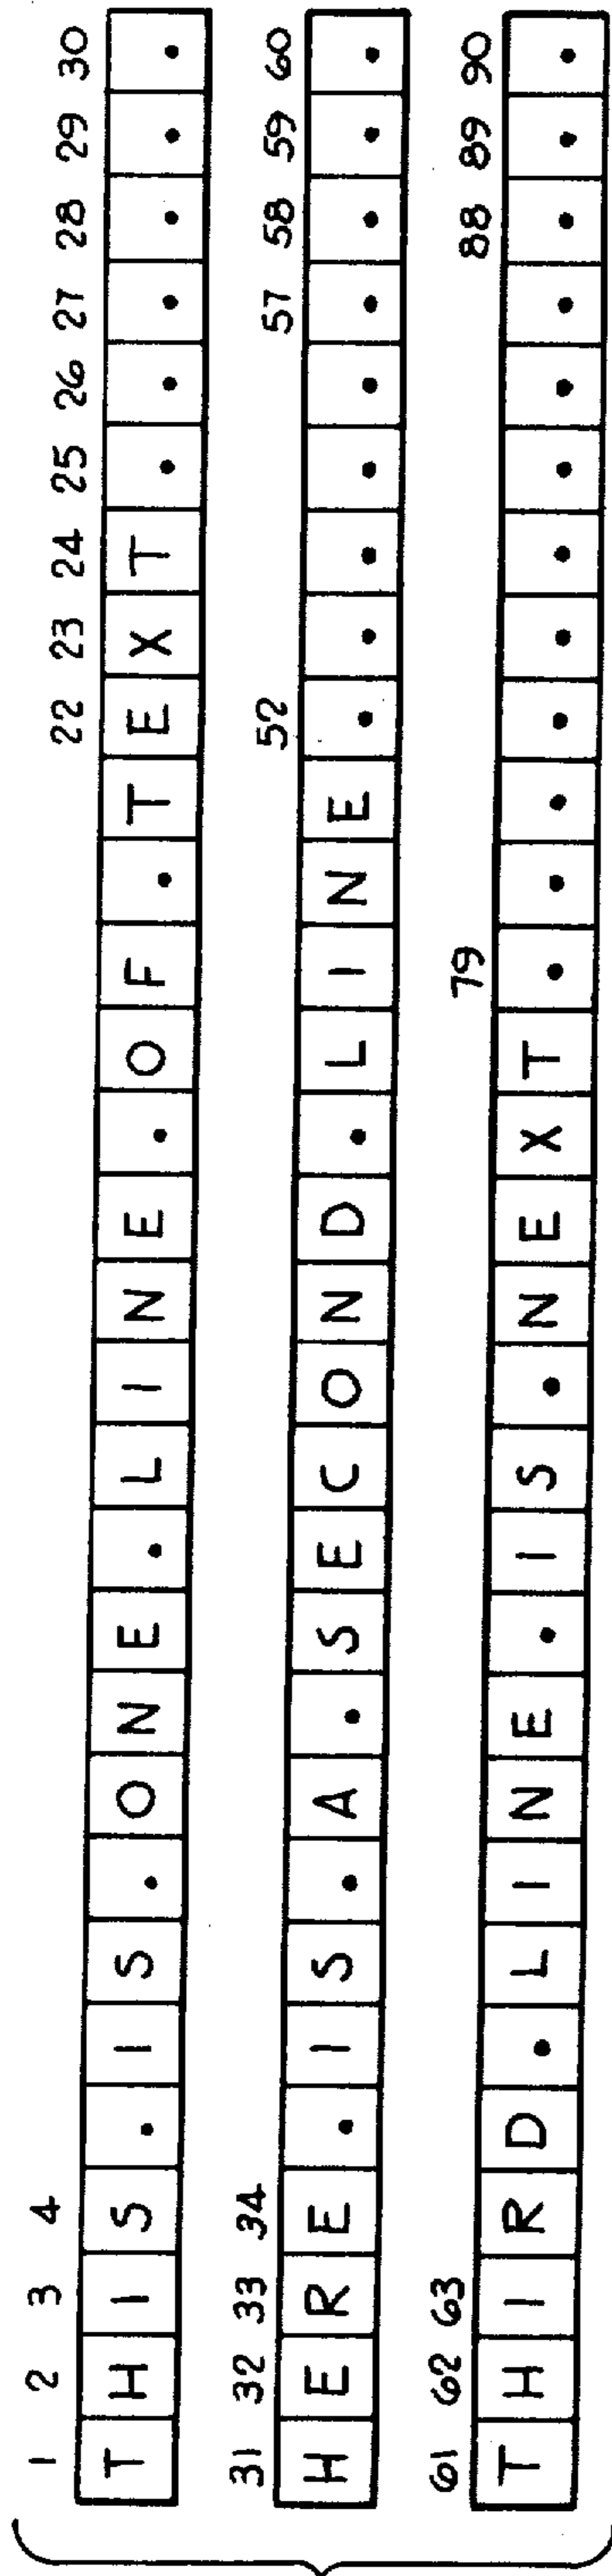 1 2 3 4 22 23 24 25 26 27 28 29 30
THIS.IS.ONE.LINE.OF.TEXT......
31 32 33 34 52 57 58 59 60
HERE.IS.A.SECOND.LINE.........
61 62 63 79 88 89 90
THIRD.LINE.IS.NEXT............